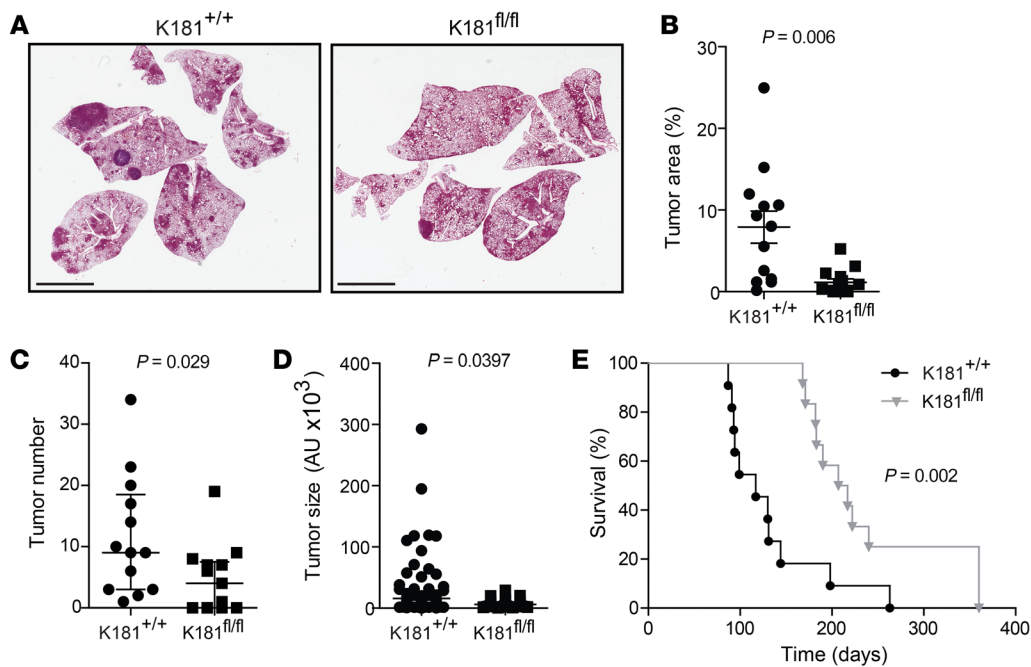 A
K181+/+
K181fl/fl
B
P = 0.006
Tumor area (%)
30
20
10
0
K181+/+
K181fl/fl
C
P = 0.029
Tumor number
40
30
20
10
0
K181+/+
K181fl/fl
D
P = 0.0397
Tumor size (AU x103)
400
300
200
100
0
K181+/+
K181fl/fl
E
K181+/+
K181fl/fl
P = 0.002
Survival (%)
100
80
60
40
20
0
0 100 200 300 400
Time (days)